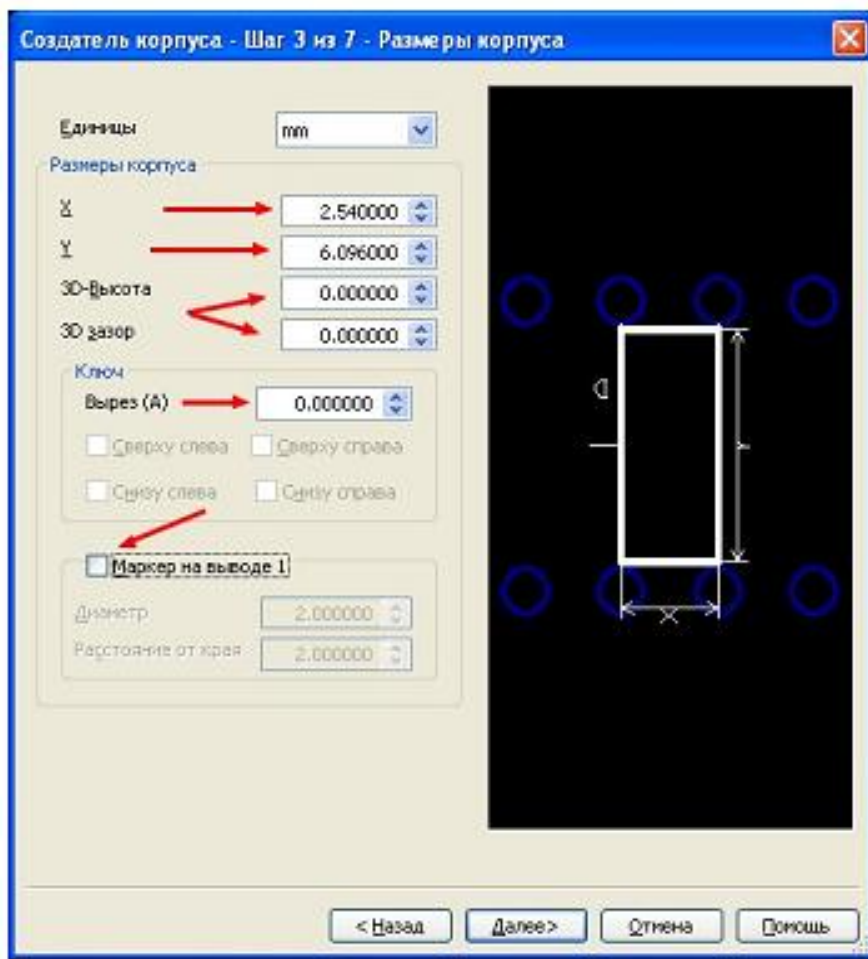 Создатель корпуса - Шаг 3 из 7 - Размеры корпуса
Единицы mm
Размеры корпуса
X 2.540000
Y 6.096000
3D-Высота 0.000000
3D зазор 0.000000
Ключ
Вырез (A) 0.000000
Сверху слева Сверху справа
Снизу слева Снизу справа
Маркер на выводе 1
Диаметр 2.000000
Расстояние от края 2.000000
Y
X
< Назад Далее> Отмена Помощь